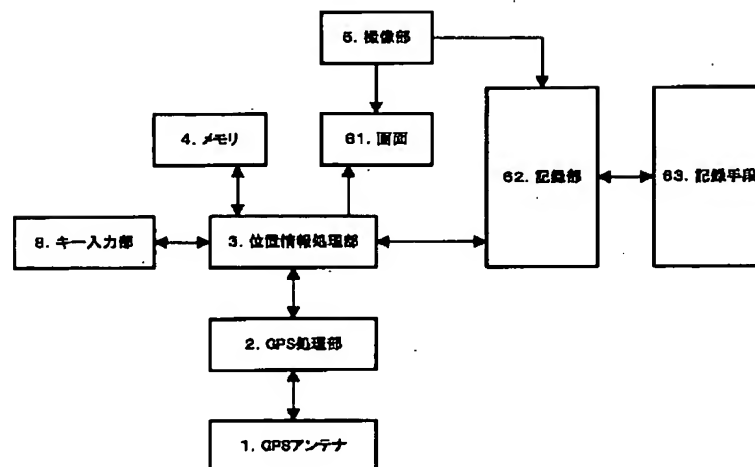 5. 撮像部
4. メモリ
61. 画面
62. 記録部
63. 記録手段
8. キー入力部
3. 位置情報処理部
2. GPS処理部
1. GPSアンテナ